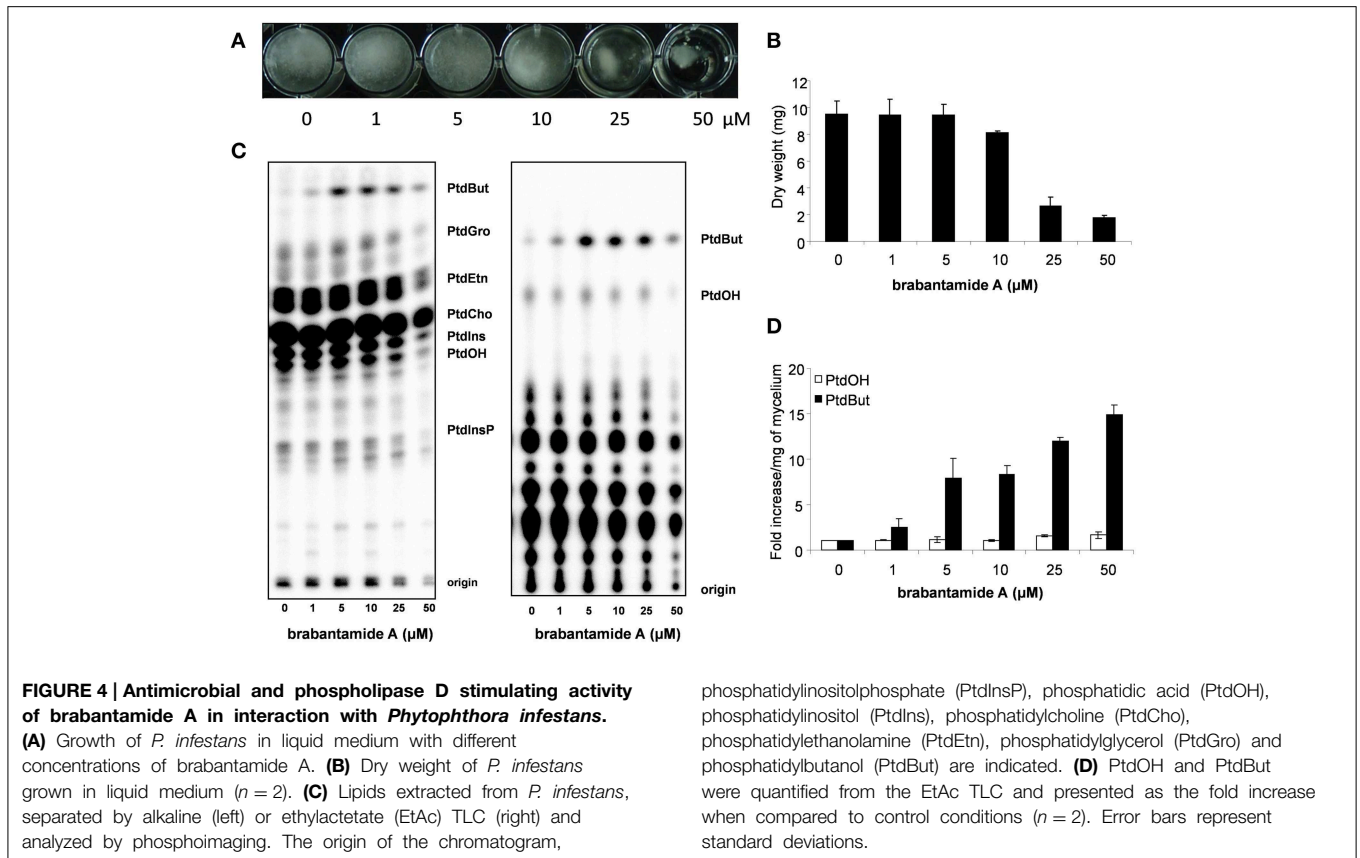 A
0 1 5 10 25 50 μM
B
Dry weight (mg)
12
10
8
6
4
2
0
0 1 5 10 25 50
brabantamide A (μM)
C
PtdBut
PtdGro
PtdEtn
PtdCho
PtdIns
PtdOH
PtdInsP
origin
0 1 5 10 25 50
brabantamide A (μM)
PtdBut
PtdOH
origin
0 1 5 10 25 50
brabantamide A (μM)
D
Fold increase/mg of mycelium
20
15
10
5
0
PtdOH
PtdBut
0 1 5 10 25 50
brabantamide A (μM)
FIGURE 4 | Antimicrobial and phospholipase D stimulating activity
of brabantamide A in interaction with Phytophthora infestans.
(A) Growth of P. infestans in liquid medium with different
concentrations of brabantamide A. (B) Dry weight of P. infestans
grown in liquid medium (n = 2). (C) Lipids extracted from P. infestans,
separated by alkaline (left) or ethylactetate (EtAc) TLC (right) and
analyzed by phosphoimaging. The origin of the chromatogram,
phosphatidylinositolphosphate (PtdInsP), phosphatidic acid (PtdOH),
phosphatidylinositol (PtdIns), phosphatidylcholine (PtdCho),
phosphatidylethanolamine (PtdEtn), phosphatidylglycerol (PtdGro) and
phosphatidylbutanol (PtdBut) are indicated. (D) PtdOH and PtdBut
were quantified from the EtAc TLC and presented as the fold increase
when compared to control conditions (n = 2). Error bars represent
standard deviations.